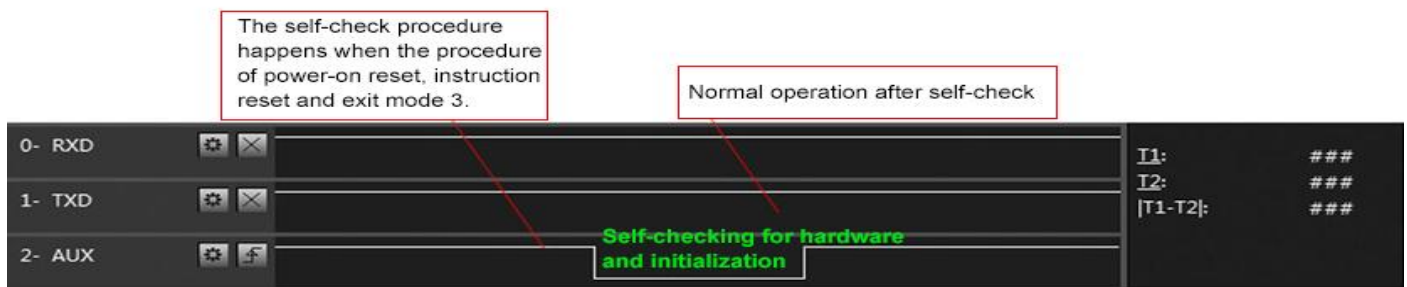 The self-check procedure
happens when the procedure
of power-on reset, instruction
reset and exit mode 3.
Normal operation after self-check
0- RXD
1- TXD
2- AUX
Self-checking for hardware
and initialization
T1: ###
T2: ###
|T1-T2|: ###